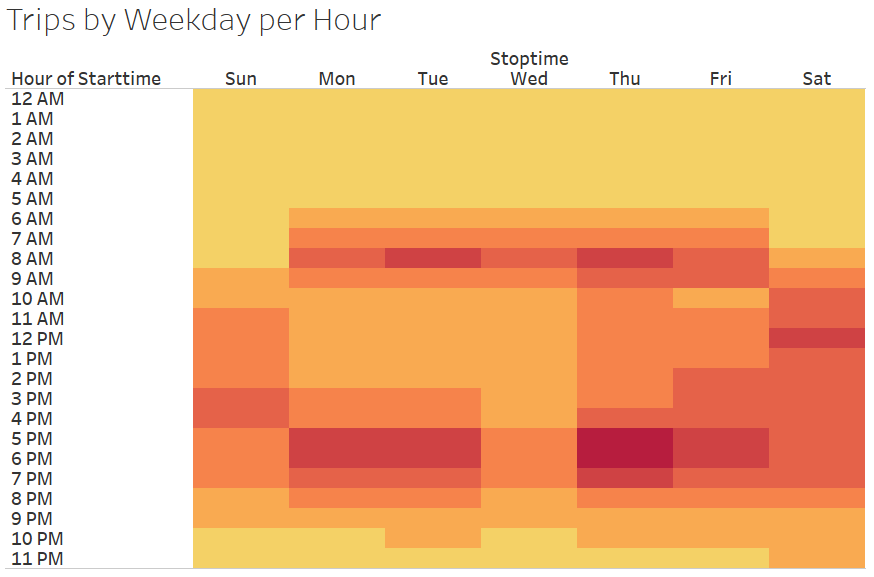 Trips by Weekday per Hour
Stoptime
Hour of Starttime Sun Mon Tue Wed Thu Fri Sat
12 AM
1 AM
2 AM
3 AM
4 AM
5 AM
6 AM
7 AM
8 AM
9 AM
10 AM
11 AM
12 PM
1 PM
2 PM
3 PM
4 PM
5 PM
6 PM
7 PM
8 PM
9 PM
10 PM
11 PM